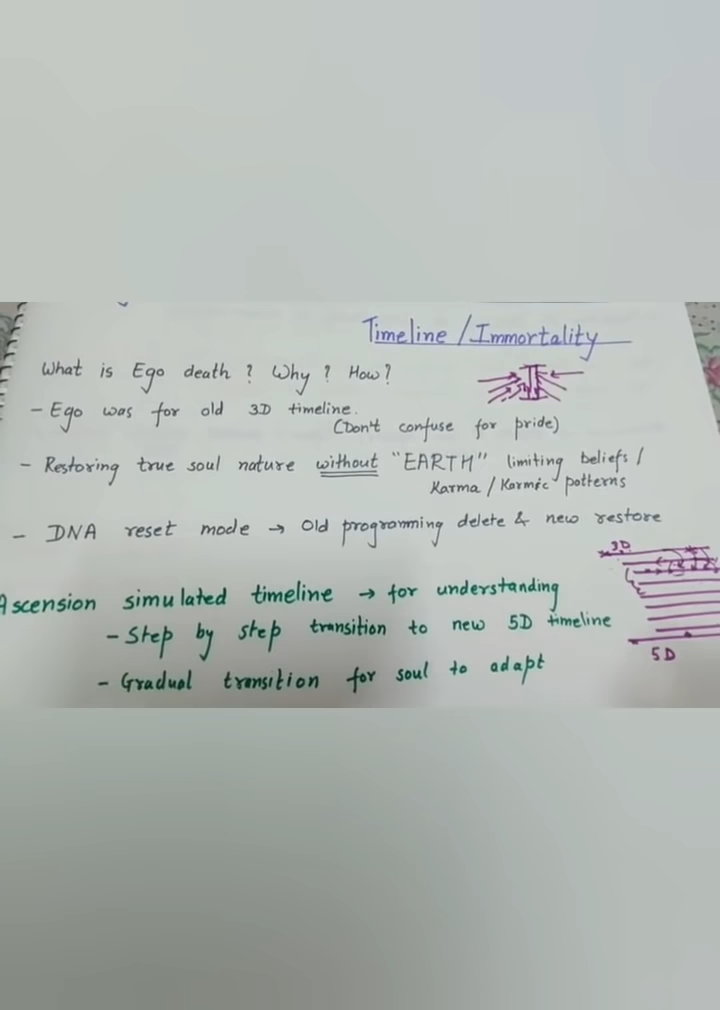 Timeline / Immortality
What is Ego death ? Why ? How?
- Ego was for old 3D timeline.
(Don't confuse for pride)
- Restoring true soul nature without "EARTH" limiting beliefs /
Karma / Karmic patterns
- DNA reset mode → Old programming delete & new restore
3D
Ascension simulated timeline → for understanding
- Step by step transition to new 5D timeline
5D
- Gradual transition for soul to adapt